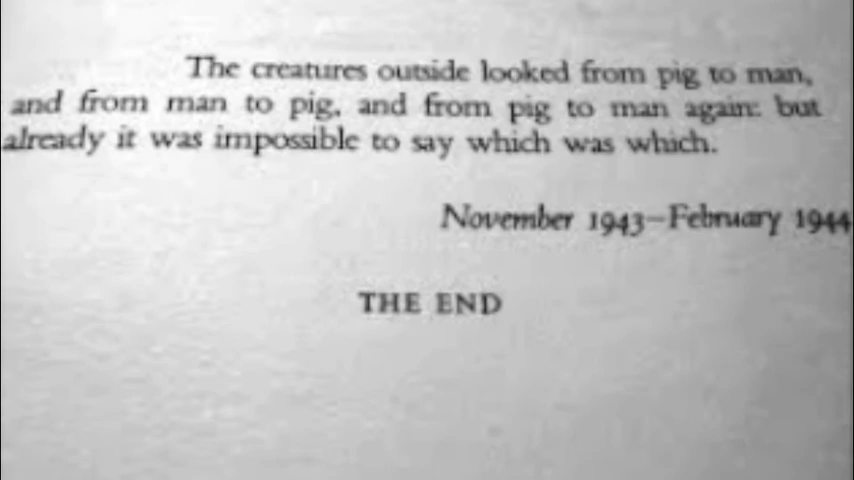 The creatures outside looked from pig to man,
and from man to pig, and from pig to man again: but
already it was impossible to say which was which.
November 1943–February 1944
THE END